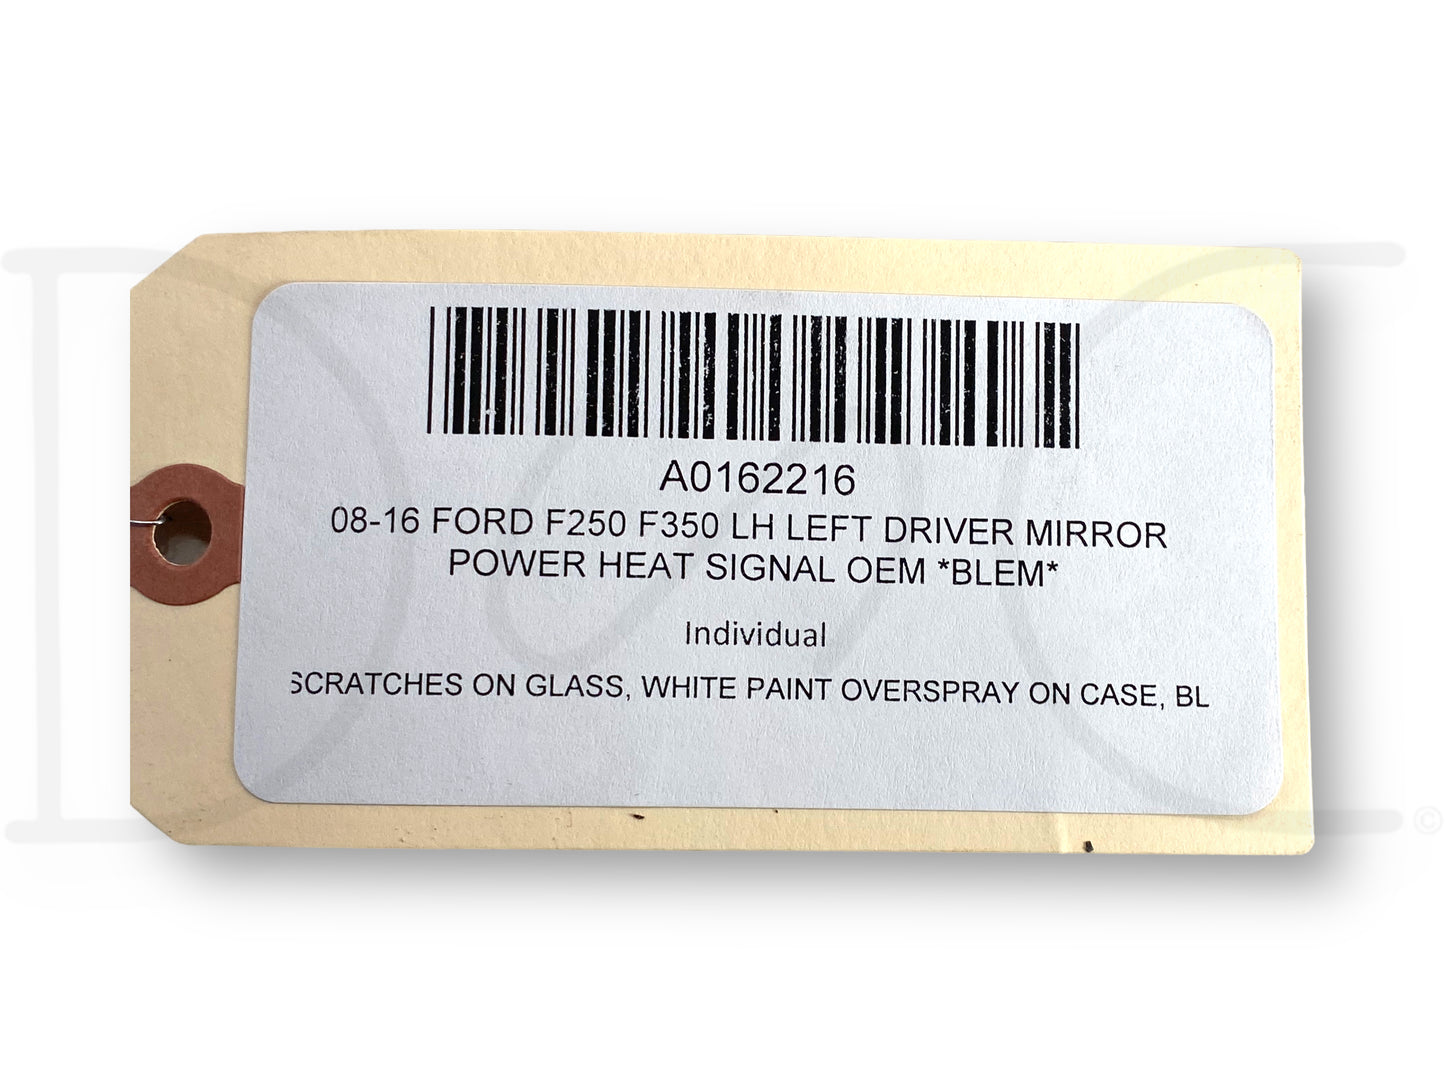 A0162216
08-16 FORD F250 F350 LH LEFT DRIVER MIRROR
POWER HEAT SIGNAL OEM *BLEM*
Individual
SCRATCHES ON GLASS, WHITE PAINT OVERSPRAY ON CASE, BL
©